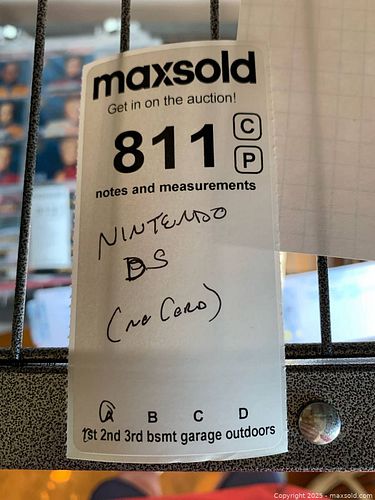 maxsold
Get in on the auction!
811 C
P
notes and measurements
NINTENDO
DS
(no Card)
A B C D
1st 2nd 3rd bsmt garage outdoors
Copyright 2025 - maxsold.com